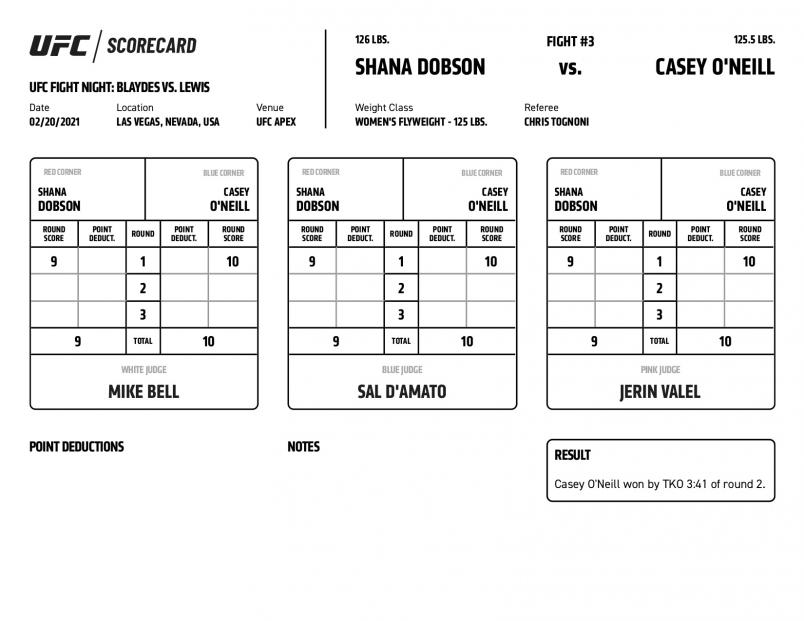 UFC / SCORECARD
UFC FIGHT NIGHT: BLAYDES VS. LEWIS
Date Location Venue
02/20/2021 LAS VEGAS, NEVADA, USA UFC APEX
126 LBS. FIGHT #3 125.5 LBS.
SHANA DOBSON VS. CASEY O'NEILL
Weight Class Referee
WOMEN'S FLYWEIGHT - 125 LBS. CHRIS TOGNONI
RED CORNER BLUE CORNER
SHANA CASEY
DOBSON O'NEILL
ROUND POINT ROUND POINT ROUND
SCORE DEDUCT. DEDUCT. SCORE
9 1 10
2
3
9 TOTAL 10
WHITE JUDGE
MIKE BELL
RED CORNER BLUE CORNER
SHANA CASEY
DOBSON O'NEILL
ROUND POINT ROUND POINT ROUND
SCORE DEDUCT. DEDUCT. SCORE
9 1 10
2
3
9 TOTAL 10
BLUE JUDGE
SAL D'AMATO
RED CORNER BLUE CORNER
SHANA CASEY
DOBSON O'NEILL
ROUND POINT ROUND POINT ROUND
SCORE DEDUCT. DEDUCT. SCORE
9 1 10
2
3
9 TOTAL 10
PINK JUDGE
JERIN VALEL
POINT DEDUCTIONS
NOTES
RESULT
Casey O'Neill won by TKO 3:41 of round 2.